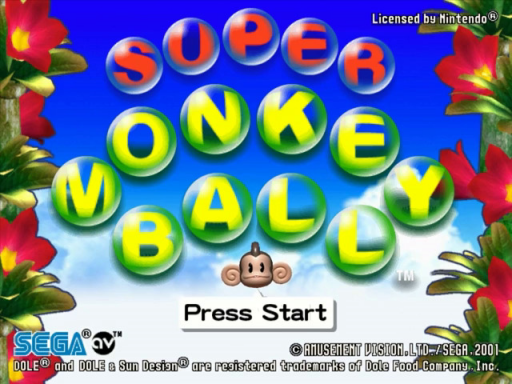 Licensed by Nintendo®
SUPER
MONKEY
BALL
TM
Press Start
SEGA® av™
© AMUSEMENT VISION, LTD./SEGA, 2001
DOLE® and DOLE & Sun Design® are registered trademarks of Dole Food Company, Inc.